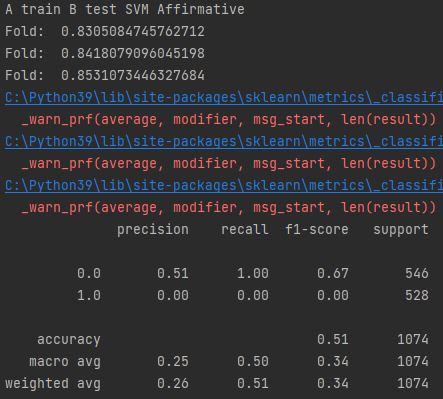 A train B test SVM Affirmative
Fold:  0.8305084745762712
Fold:  0.8418079096045198
Fold:  0.8531073446327684
C:\Python39\lib\site-packages\sklearn\metrics\_classifi
  _warn_prf(average, modifier, msg_start, len(result))
C:\Python39\lib\site-packages\sklearn\metrics\_classifi
  _warn_prf(average, modifier, msg_start, len(result))
C:\Python39\lib\site-packages\sklearn\metrics\_classifi
  _warn_prf(average, modifier, msg_start, len(result))
              precision    recall  f1-score   support
         0.0       0.51      1.00      0.67       546
         1.0       0.00      0.00      0.00       528
    accuracy                           0.51      1074
   macro avg       0.25      0.50      0.34      1074
weighted avg       0.26      0.51      0.34      1074